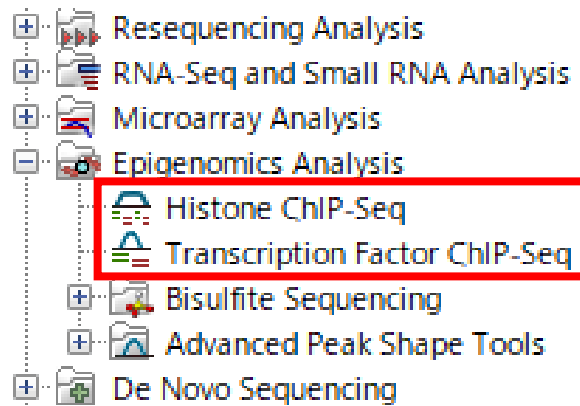 Resequencing Analysis
RNA-Seq and Small RNA Analysis
Microarray Analysis
Epigenomics Analysis
Histone ChIP-Seq
Transcription Factor ChIP-Seq
Bisulfite Sequencing
Advanced Peak Shape Tools
De Novo Sequencing